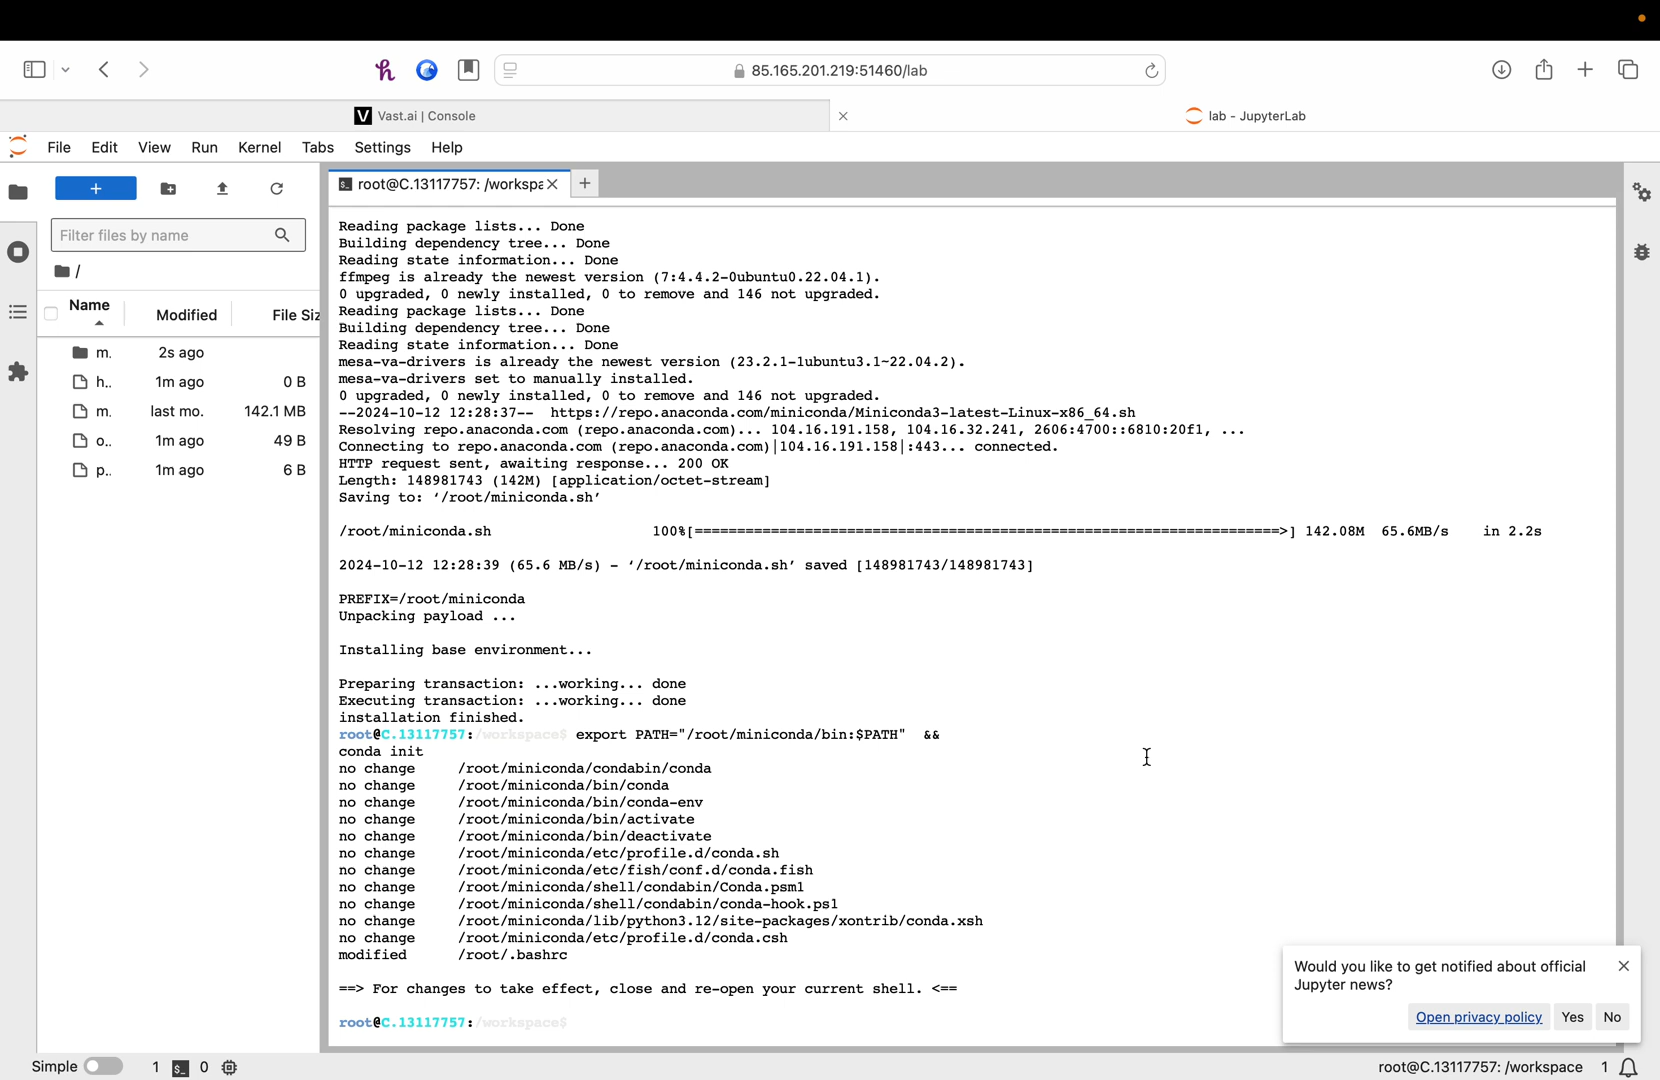 85.165.201.219:51460/lab
Vast.ai | Console
lab - JupyterLab
File Edit View Run Kernel Tabs Settings Help
root@C.13117757: /workspa
Filter files by name
/
Name Modified File Siz
m. 2s ago
h.. 1m ago 0 B
m. last mo. 142.1 MB
o.. 1m ago 49 B
p.. 1m ago 6 B
Reading package lists... Done
Building dependency tree... Done
Reading state information... Done
ffmpeg is already the newest version (7:4.4.2-0ubuntu0.22.04.1).
0 upgraded, 0 newly installed, 0 to remove and 146 not upgraded.
Reading package lists... Done
Building dependency tree... Done
Reading state information... Done
mesa-va-drivers is already the newest version (23.2.1-1ubuntu3.1~22.04.2).
mesa-va-drivers set to manually installed.
0 upgraded, 0 newly installed, 0 to remove and 146 not upgraded.
--2024-10-12 12:28:37-- https://repo.anaconda.com/miniconda/Miniconda3-latest-Linux-x86_64.sh
Resolving repo.anaconda.com (repo.anaconda.com)... 104.16.191.158, 104.16.32.241, 2606:4700::6810:20f1, ...
Connecting to repo.anaconda.com (repo.anaconda.com)|104.16.191.158|:443... connected.
HTTP request sent, awaiting response... 200 OK
Length: 148981743 (142M) [application/octet-stream]
Saving to: ‘/root/miniconda.sh’
/root/miniconda.sh 100%[=====================================================================>] 142.08M 65.6MB/s in 2.2s
2024-10-12 12:28:39 (65.6 MB/s) - ‘/root/miniconda.sh’ saved [148981743/148981743]
PREFIX=/root/miniconda
Unpacking payload ...
Installing base environment...
Preparing transaction: ...working... done
Executing transaction: ...working... done
installation finished.
root@C.13117757:/workspace$ export PATH="/root/miniconda/bin:$PATH" &&
conda init
no change /root/miniconda/condabin/conda
no change /root/miniconda/bin/conda
no change /root/miniconda/bin/conda-env
no change /root/miniconda/bin/activate
no change /root/miniconda/bin/deactivate
no change /root/miniconda/etc/profile.d/conda.sh
no change /root/miniconda/etc/fish/conf.d/conda.fish
no change /root/miniconda/shell/condabin/Conda.psm1
no change /root/miniconda/shell/condabin/conda-hook.ps1
no change /root/miniconda/lib/python3.12/site-packages/xontrib/conda.xsh
no change /root/miniconda/etc/profile.d/conda.csh
modified /root/.bashrc
==> For changes to take effect, close and re-open your current shell. <==
root@C.13117757:/workspace$
Would you like to get notified about official
Jupyter news?
Open privacy policy Yes No
Simple 1 0 root@C.13117757: /workspace 1